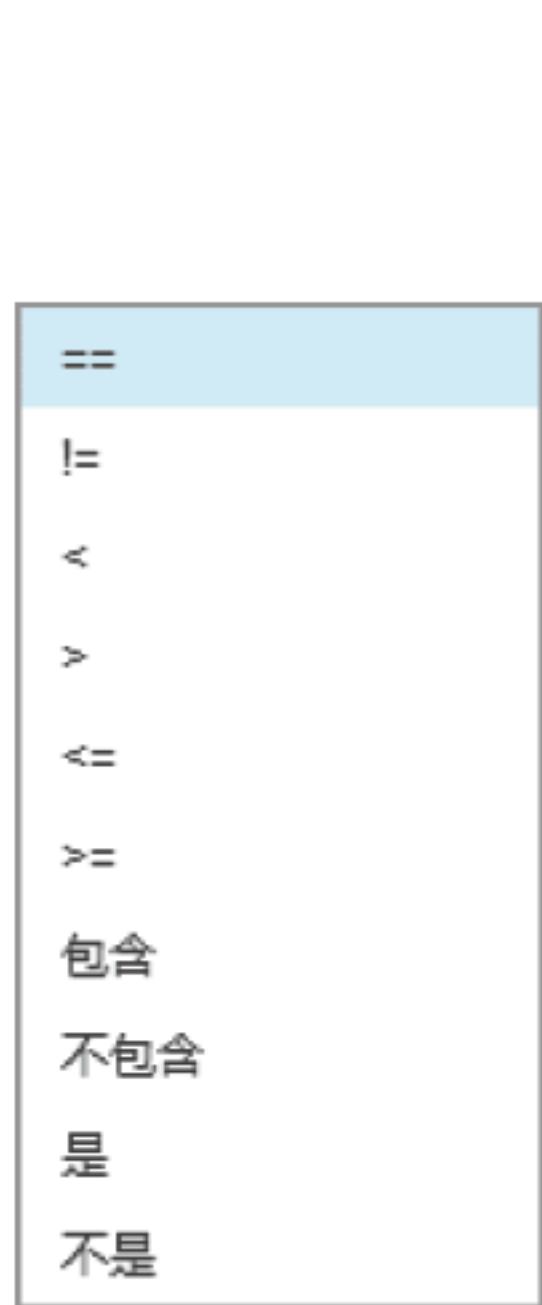 ==
!=
<
>
<=
>=
包含
不包含
是
不是